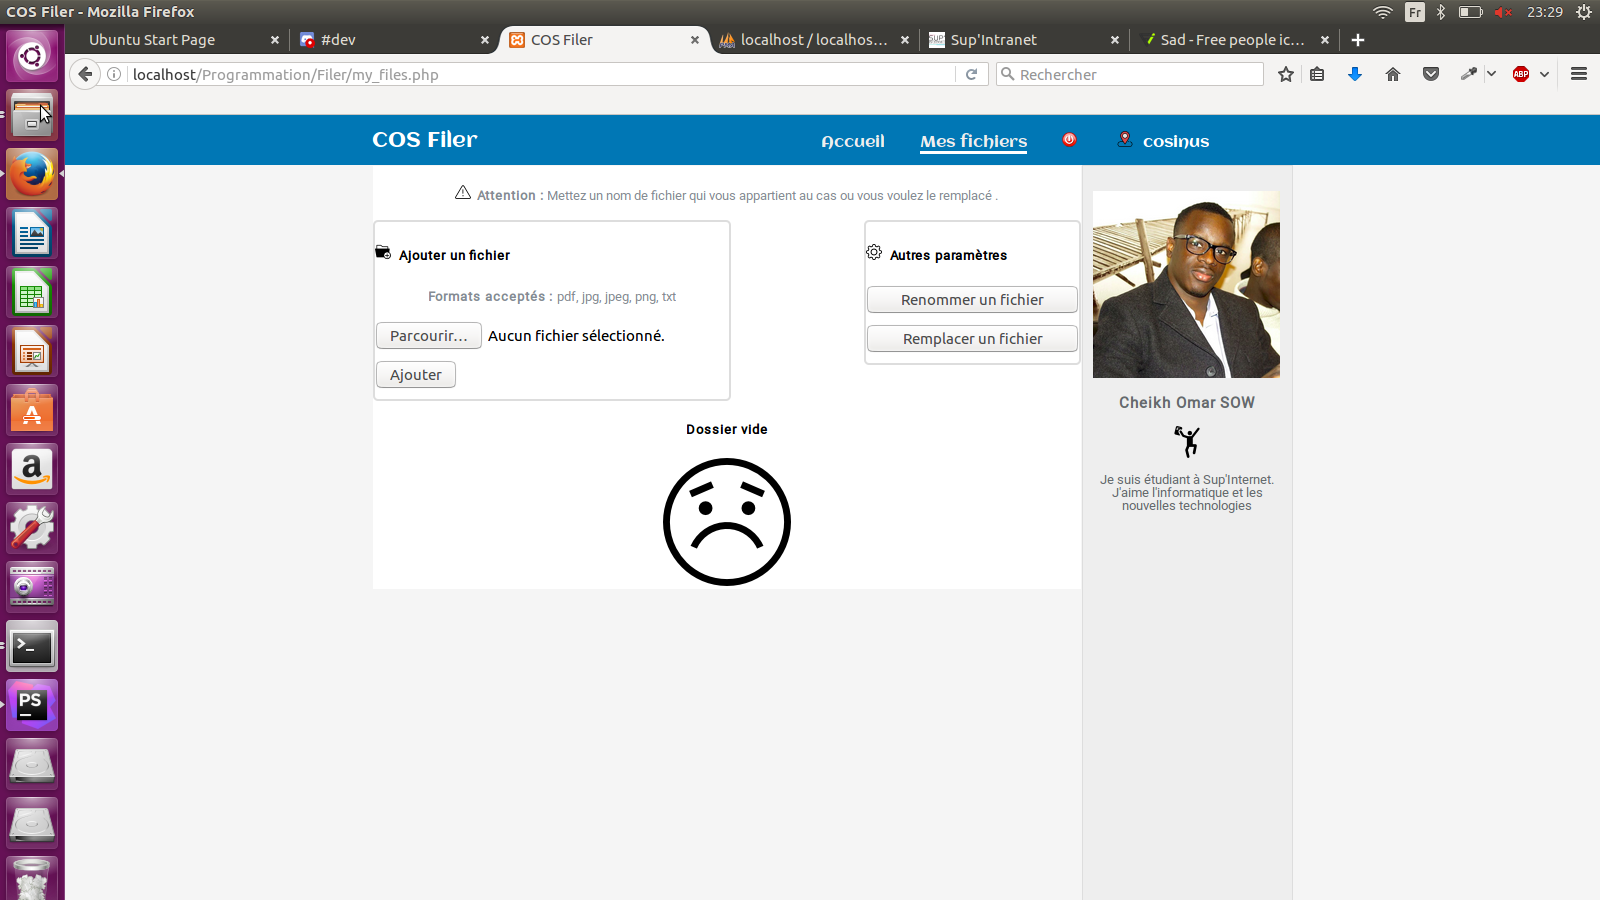 COS Filer - Mozilla Firefox
Fr
23:29
Ubuntu Start Page
#dev
COS Filer
localhost / localhos...
Sup'Intranet
Sad - Free people ic...
localhost/Programmation/Filer/my_files.php
Rechercher
ABP
COS Filer
Accueil
Mes fichiers
cosinus
Attention : Mettez un nom de fichier qui vous appartient au cas ou vous voulez le remplacé .
Ajouter un fichier
Formats acceptés : pdf, jpg, jpeg, png, txt
Parcourir... Aucun fichier sélectionné.
Ajouter
Autres paramètres
Renommer un fichier
Remplacer un fichier
Dossier vide
Cheikh Omar SOW
Je suis étudiant à Sup'Internet.
J'aime l'informatique et les
nouvelles technologies
PS